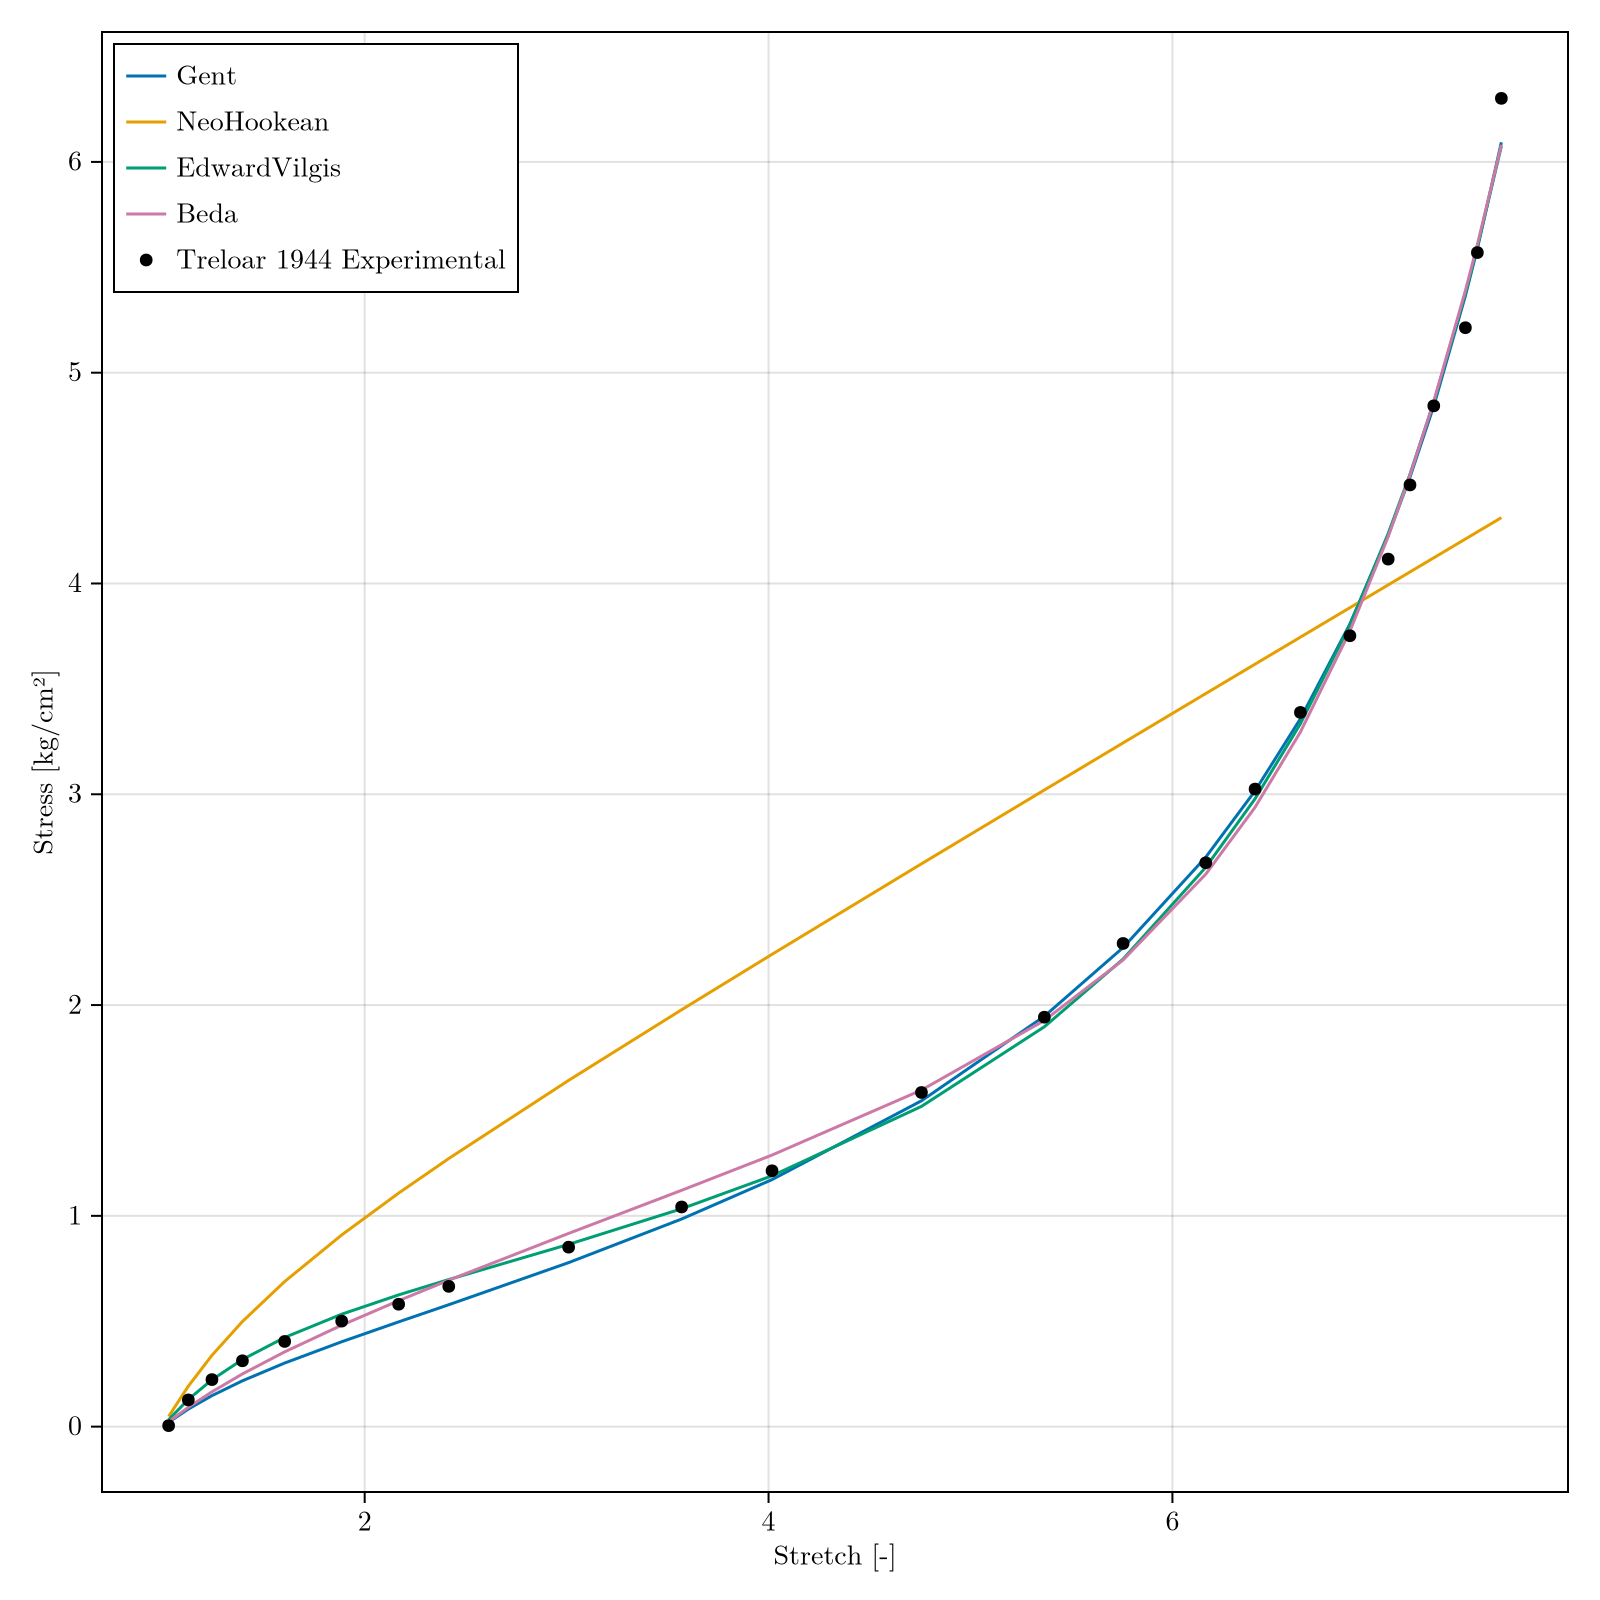 Gent
NeoHookean
EdwardVilgis
Beda
Treloar 1944 Experimental
6
5
4
3
2
1
0
Stress [kg/cm²]
2
4
6
Stretch [-]